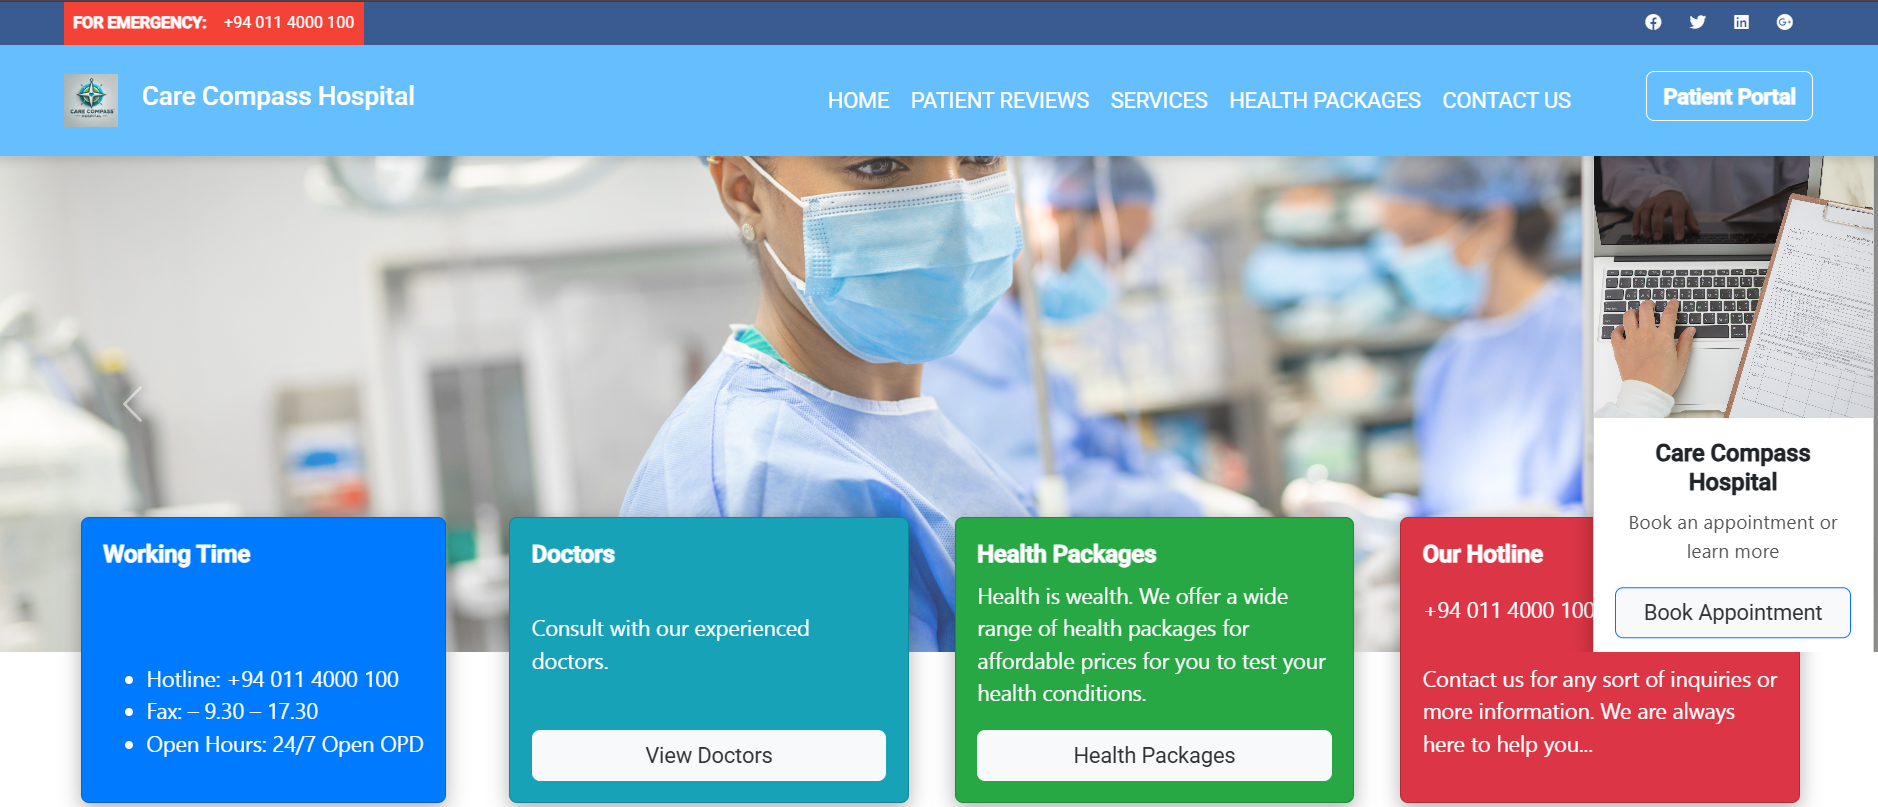 FOR EMERGENCY: +94 011 4000 100
CARE COMPASS
HOSPITAL
Care Compass Hospital
HOME PATIENT REVIEWS SERVICES HEALTH PACKAGES CONTACT US
Patient Portal
Care Compass
Hospital
Book an appointment or
learn more
Book Appointment
Working Time
Hotline: +94 011 4000 100
Fax: – 9.30 – 17.30
Open Hours: 24/7 Open OPD
Doctors
Consult with our experienced
doctors.
View Doctors
Health Packages
Health is wealth. We offer a wide
range of health packages for
affordable prices for you to test your
health conditions.
Health Packages
Our Hotline
+94 011 4000 100
Contact us for any sort of inquiries or
more information. We are always
here to help you...